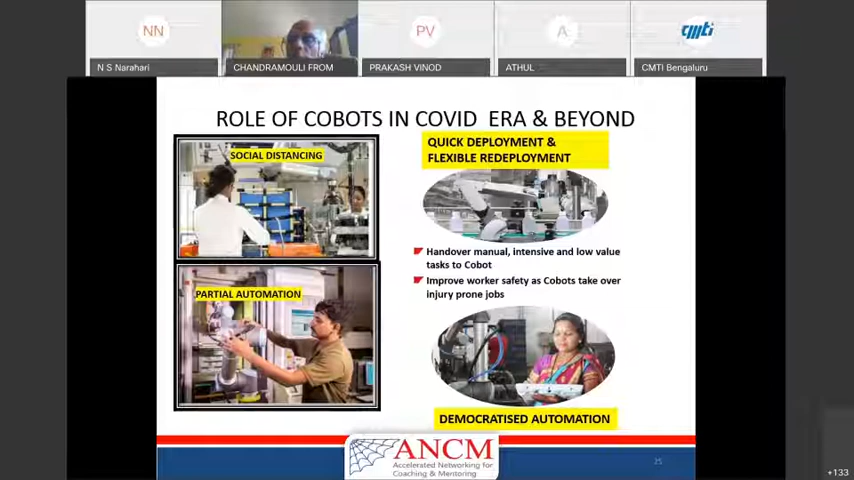 NN
PV
A
cmti
N S Narahari
CHANDRAMOULI FROM
PRAKASH VINOD
ATHUL
CMTI Bengaluru
ROLE OF COBOTS IN COVID ERA & BEYOND
SOCIAL DISTANCING
PARTIAL AUTOMATION
QUICK DEPLOYMENT &
FLEXIBLE REDEPLOYMENT
Handover manual, intensive and low value
tasks to Cobot
Improve worker safety as Cobots take over
injury prone jobs
DEMOCRATISED AUTOMATION
ANCM
Accelerated Networking for
Coaching & Mentoring
25
+133